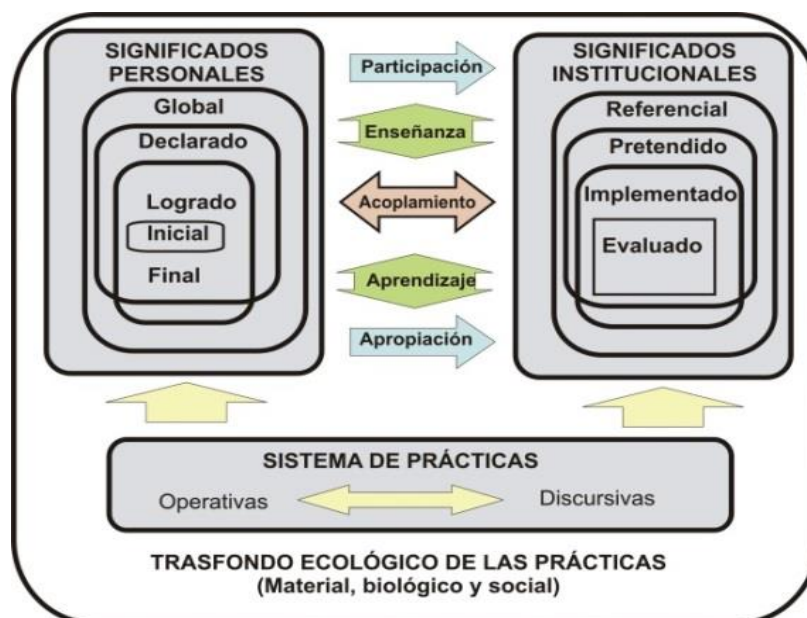 SIGNIFICADOS
PERSONALES
Global
Declarado
Logrado
Inicial
Final
Participación
Enseñanza
Acoplamiento
Aprendizaje
Apropiación
SIGNIFICADOS
INSTITUCIONALES
Referencial
Pretendido
Implementado
Evaluado
SISTEMA DE PRÁCTICAS
Operativas
Discursivas
TRASFONDO ECOLÓGICO DE LAS PRÁCTICAS
(Material, biológico y social)